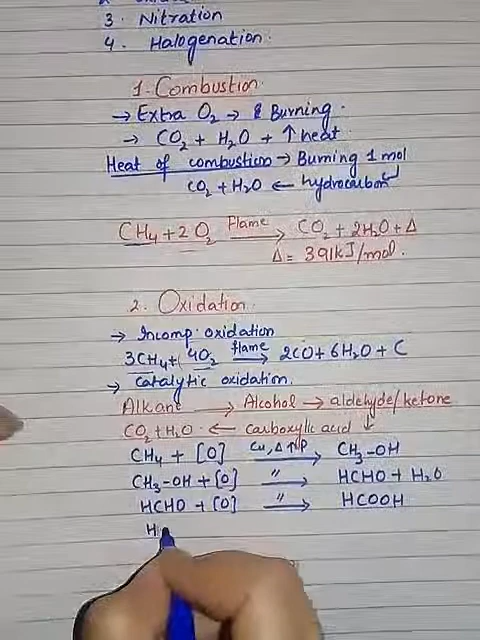 3. Nitration
4. Halogenation.
1. Combustion
→ Extra O₂ → Burning.
→ CO₂ + H₂O + ↑ heat.
Heat of combustion → Burning 1 mol
CO₂ + H₂O ← hydrocarbon
CH₄ + 2O₂ Flame → CO₂ + 2H₂O + Δ
Δ = 391kJ/mol.
2. Oxidation.
→ Incomp. oxidation
3CH₄ + 4O₂ flame → 2CO + 6H₂O + C
→ Catalytic oxidation.
Alkane → Alcohol → aldehyde/ketone
CO₂ + H₂O ← carboxylic acid ↓
CH₄ + [O] Cu, Δ ↑P → CH₃-OH
CH₃-OH + [O] " → HCHO + H₂O
HCHO + [O] " → HCOOH
H